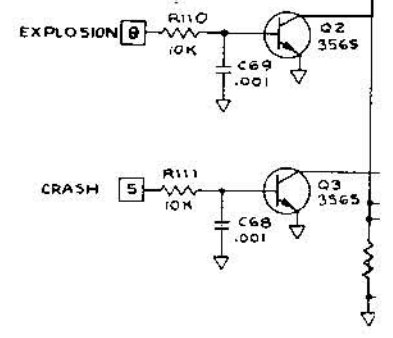 R110
EXPLOSION 8
10K
Q2
3565
C69
.001
R111
CRASH 5
10K
Q3
3565
C68
.001